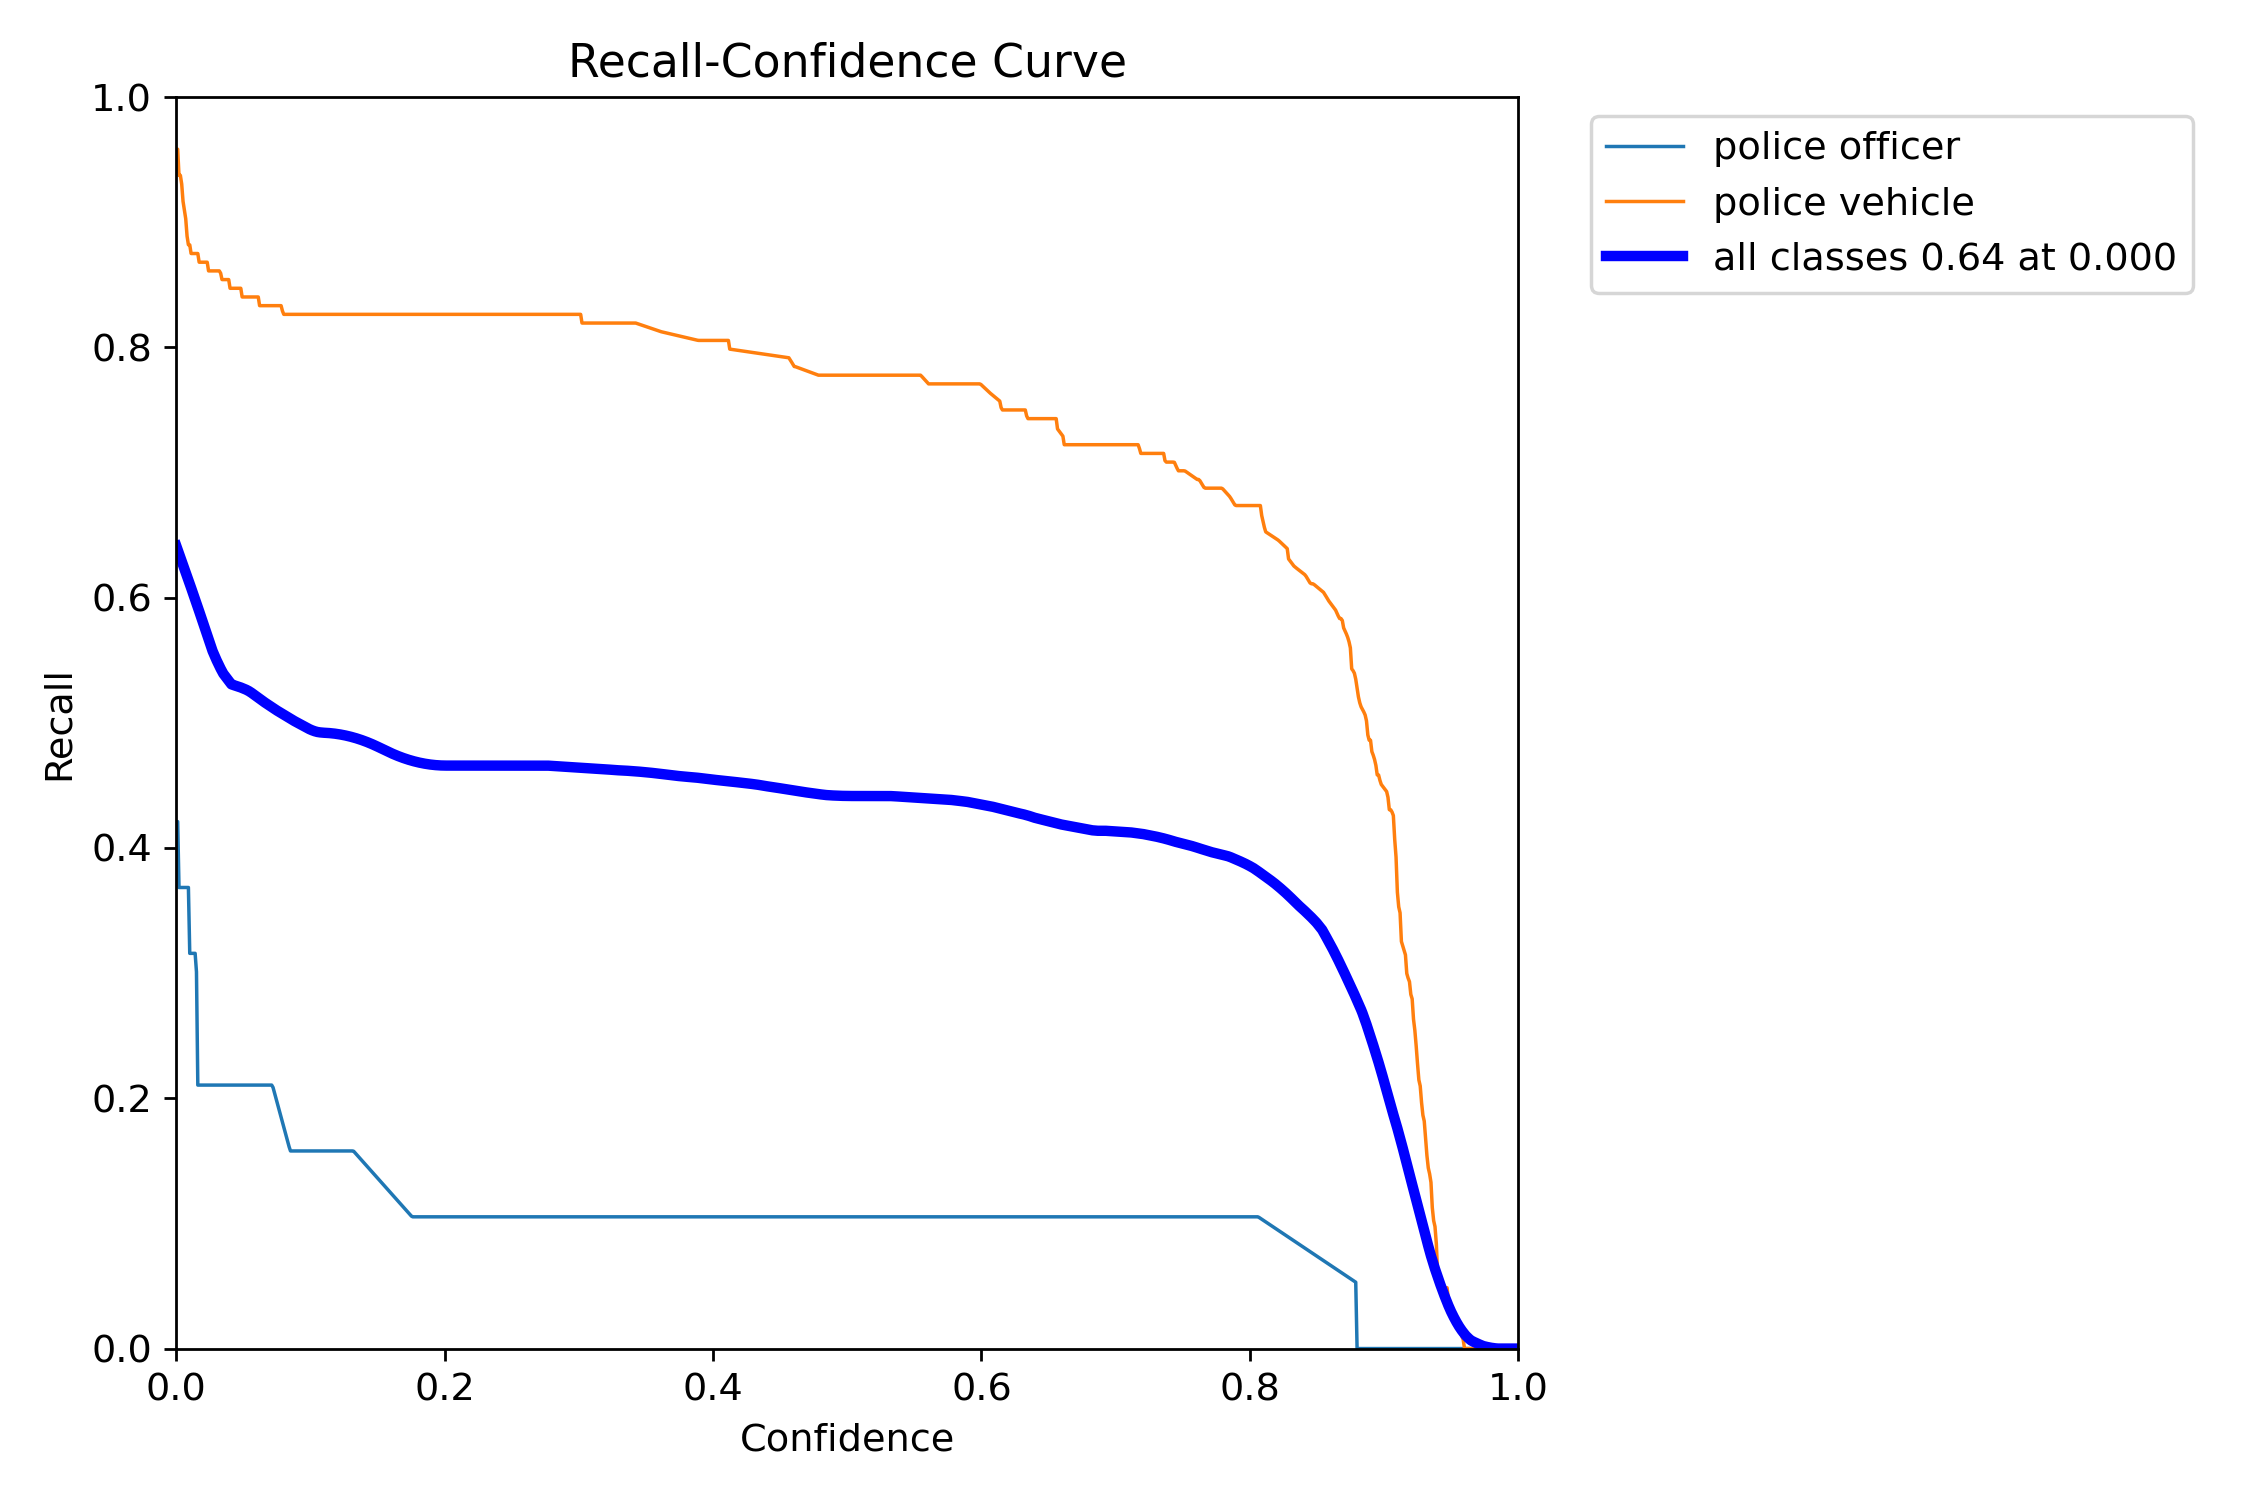 Recall-Confidence Curve
police officer
police vehicle
all classes 0.64 at 0.000
1.0
0.8
0.6
0.4
0.2
0.0
Recall
0.0 0.2 0.4 0.6 0.8 1.0
Confidence